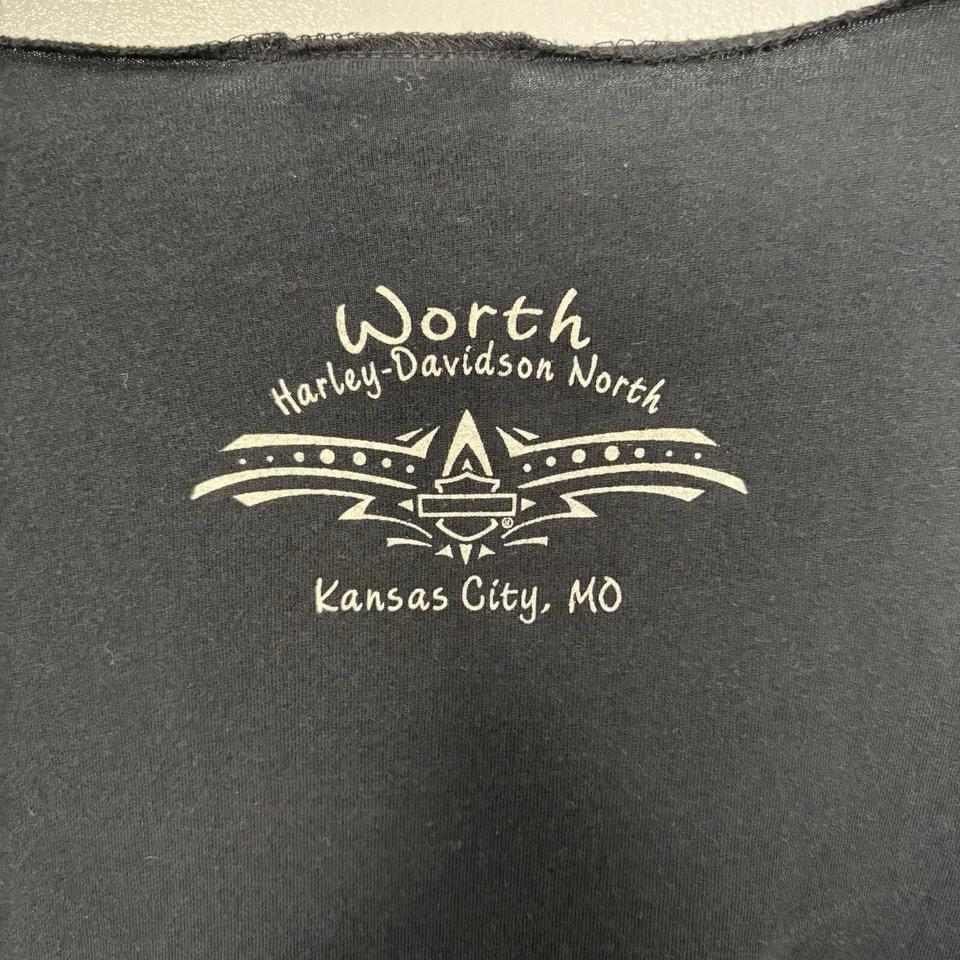 Worth
Harley-Davidson North
®
Kansas City, MO